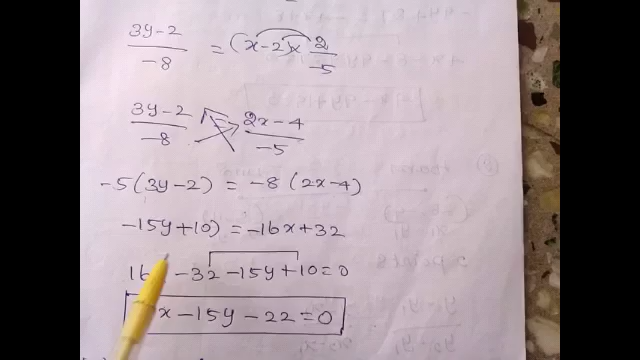 3y-2/-8 = (x-2)x 2/-5
3y-2/-8 = 2x-4/-5
-5(3y-2) = -8(2x-4)
-15y+10) = -16x+32
16 -32-15y+10=0
x-15y-22=0